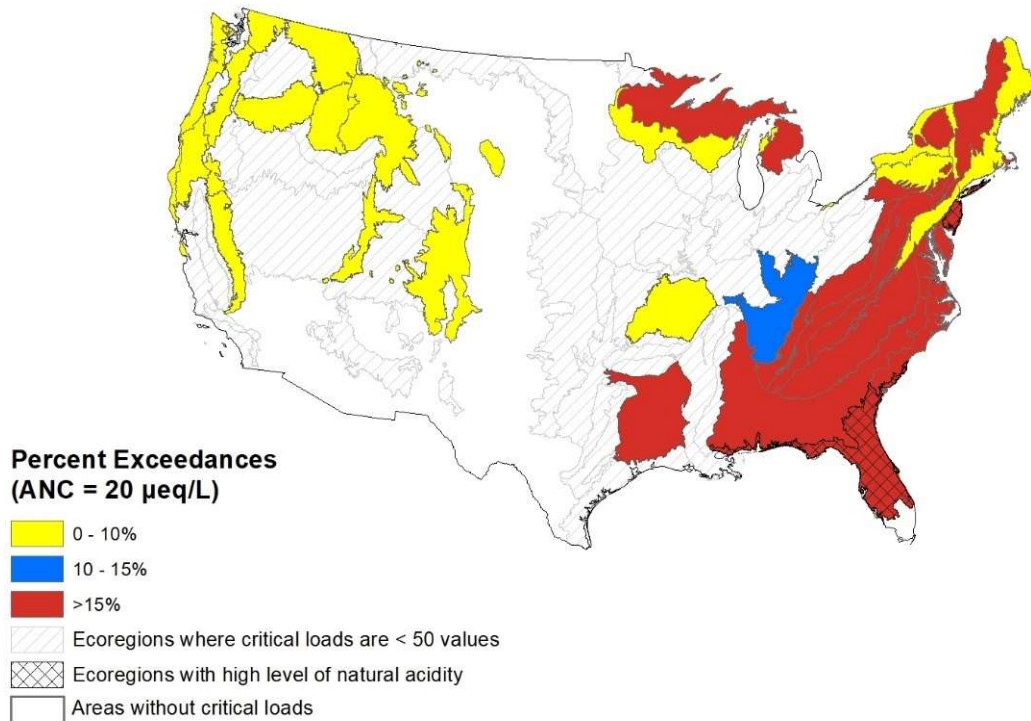 Percent Exceedances
(ANC = 20 µeq/L)
0 - 10%
10 - 15%
>15%
Ecoregions where critical loads are < 50 values
Ecoregions with high level of natural acidity
Areas without critical loads